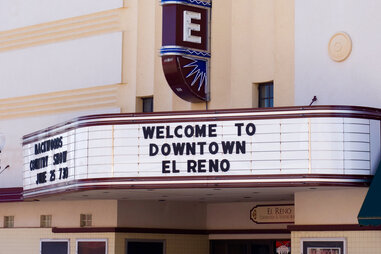 E
BACKWOODS
COUNTRY SHOW
JUNE 25 7:30
WELCOME TO
DOWNTOWN
EL RENO
EL RENO